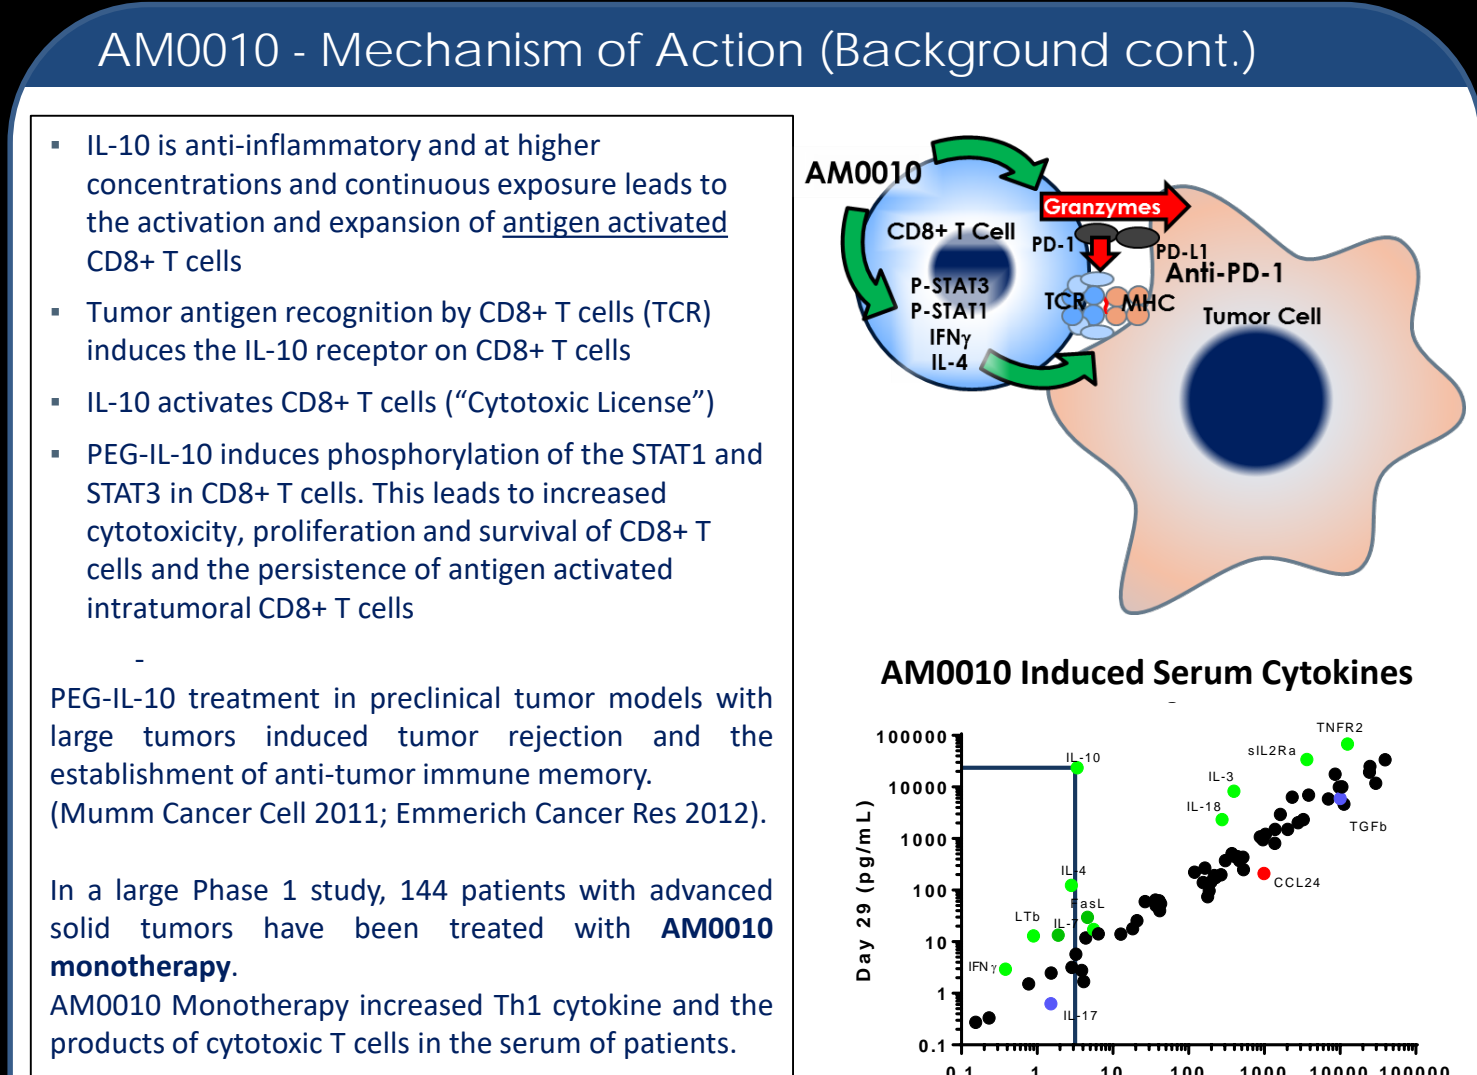 AM0010 - Mechanism of Action (Background cont.)
▪ IL-10 is anti-inflammatory and at higher
concentrations and continuous exposure leads to
the activation and expansion of antigen activated
CD8+ T cells
▪ Tumor antigen recognition by CD8+ T cells (TCR)
induces the IL-10 receptor on CD8+ T cells
▪ IL-10 activates CD8+ T cells (“Cytotoxic License”)
▪ PEG-IL-10 induces phosphorylation of the STAT1 and
STAT3 in CD8+ T cells. This leads to increased
cytotoxicity, proliferation and survival of CD8+ T
cells and the persistence of antigen activated
intratumoral CD8+ T cells
-
PEG-IL-10 treatment in preclinical tumor models with
large tumors induced tumor rejection and the
establishment of anti-tumor immune memory.
(Mumm Cancer Cell 2011; Emmerich Cancer Res 2012).
In a large Phase 1 study, 144 patients with advanced
solid tumors have been treated with AM0010
monotherapy.
AM0010 Monotherapy increased Th1 cytokine and the
products of cytotoxic T cells in the serum of patients.
AM0010
Granzymes
CD8+ T Cell
PD-1
PD-L1
Anti-PD-1
P-STAT3
P-STAT1
IFNγ
IL-4
TCR
MHC
Tumor Cell
AM0010 Induced Serum Cytokines
Day 29 (pg/mL)
100000
10000
1000
100
10
1
0.1
TNFR2
sIL2Ra
IL-10
IL-3
IL-18
TGFb
IL-4
CCL24
FasL
LTb
IL-7
IFNγ
IL-17
0.1 1 10 100 1000 10000 100000